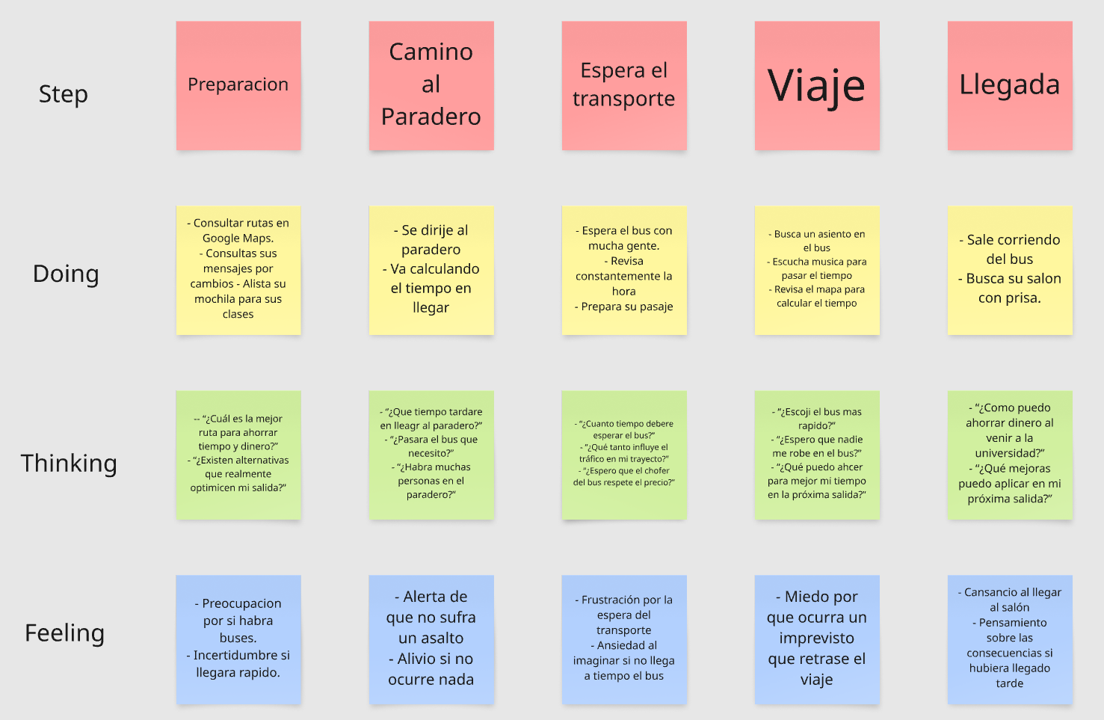 Step
Preparacion
Camino
al
Paradero
Espera el
transporte
Viaje
Llegada
Doing
- Consultar rutas en
Google Maps.
- Consultas sus
mensajes por
cambios - Alista su
mochila para sus
clases
- Se dirije al
paradero
- Va calculando
el tiempo en
llegar
- Espera el bus con
mucha gente.
- Revisa
constantemente la
hora
- Prepara su pasaje
- Busca un asiento en
el bus
- Escucha musica para
pasar el tiempo
- Revisa el mapa para
calcular el tiempo
- Sale corriendo
del bus
- Busca su salon
con prisa.
Thinking
-- “¿Cuál es la mejor
ruta para ahorrar
tiempo y dinero?”
- “¿Existen alternativas
que realmente
optimicen mi salida?”
- “¿Que tiempo tardare
en lleagr al paradero?”
- “¿Pasara el bus que
necesito?”
- “¿Habra muchas
personas en el
paradero?”
- “¿Cuanto tiempo debere
esperar el bus?”
- “¿Qué tanto influye el
tráfico en mi trayecto?”
- “¿Espero que el chofer
del bus respete el precio?”
- “¿Escoji el bus mas
rapido?”
- “¿Espero que nadie
me robe en el bus?”
- “¿Qué puedo ahcer
para mejor mi tiempo
en la próxima salida?”
- “¿Como puedo
ahorrar dinero al
venir a la
universidad?”
- “¿Qué mejoras
puedo aplicar en mi
próxima salida?”
Feeling
- Preocupacion
por si habra
buses.
- Incertidumbre si
llegara rapido.
- Alerta de
que no sufra
un asalto
- Alivio si no
ocurre nada
- Frustración por la
espera del
transporte
- Ansiedad al
imaginar si no llega
a tiempo el bus
- Miedo por
que ocurra un
imprevisto
que retrase el
viaje
- Cansancio al llegar
al salón
- Pensamiento
sobre las
consecuencias si
hubiera llegado
tarde